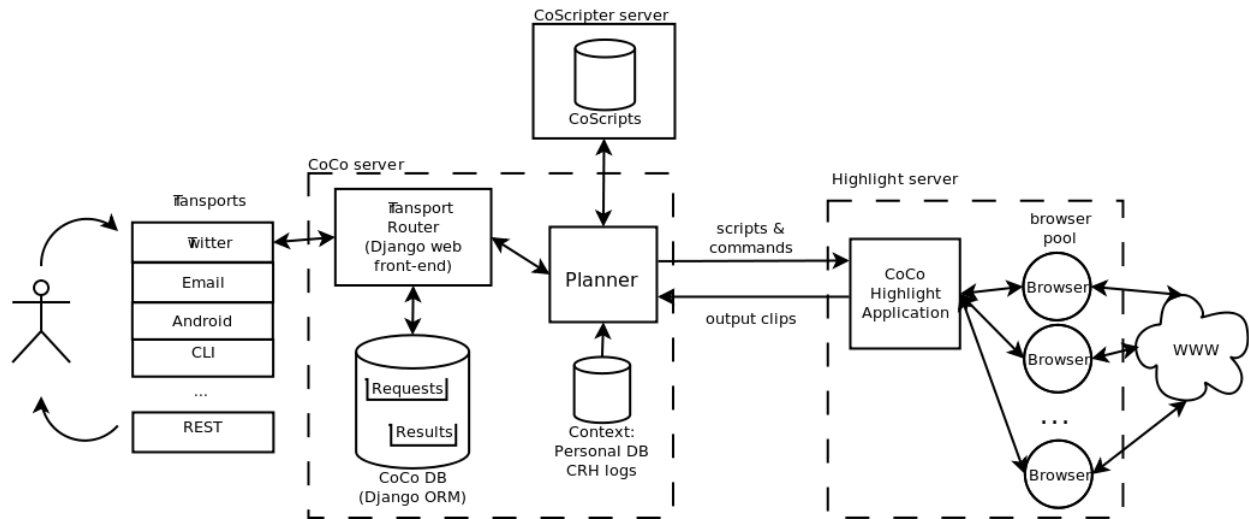 CoScripter server
CoScripts
CoCo server
Highlight server
Transports
Twitter
Email
Android
CLI
...
REST
Transport
Router
(Django web
front-end)
Requests
Results
CoCo DB
(Django ORM)
Planner
Context:
Personal DB
CRH logs
scripts &
commands
output clips
CoCo
Highlight
Application
browser
pool
Browser
Browser
...
Browser
WWW